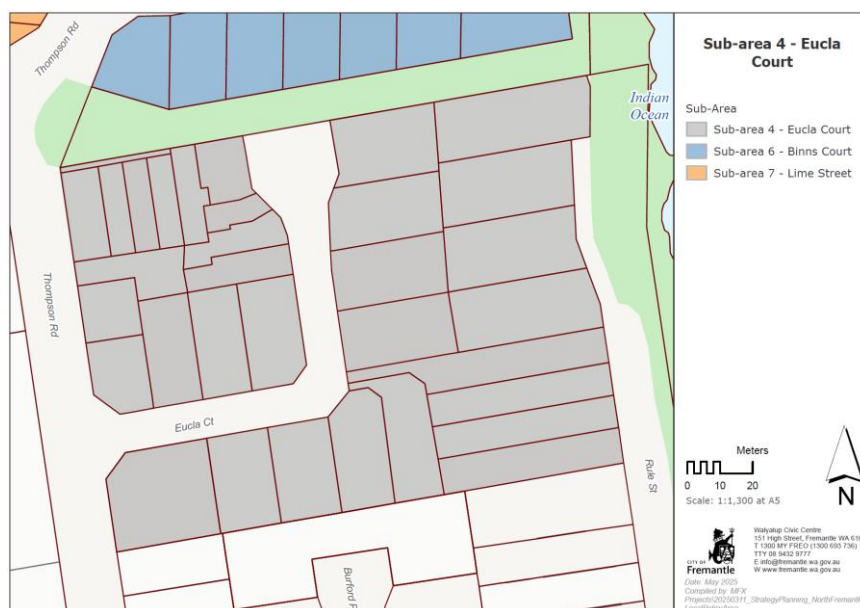 Thompson Rd
Indian
Ocean
Thompson Rd
Eucla Ct
Rule St
Sub-area 4 - Eucla
Court
Sub-Area
Sub-area 4 - Eucla Court
Sub-area 6 - Binns Court
Sub-area 7 - Lime Street
Meters
0 10 20
Scale: 1:1,300 at A5
N
CITY OF
Fremantle
Walyalup Civic Centre
151 High Street, Fremantle WA
T 1300 MY FREO (1300 693 736)
TTY 08 9432 9777
E info@fremantle.wa.gov.au
W www.fremantle.wa.gov.au
Date: May 2025
Compiled by: MFX